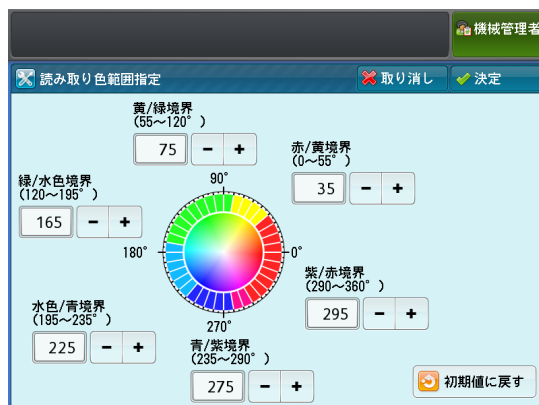 機械管理者
読み取り色範囲指定
取り消し
決定
黄/緑境界
(55～120°)
75
－
＋
赤/黄境界
(0～55°)
35
－
＋
緑/水色境界
(120～195°)
165
－
＋
90°
180°
0°
270°
紫/赤境界
(290～360°)
295
－
＋
水色/青境界
(195～235°)
225
－
＋
青/紫境界
(235～290°)
275
－
＋
初期値に戻す